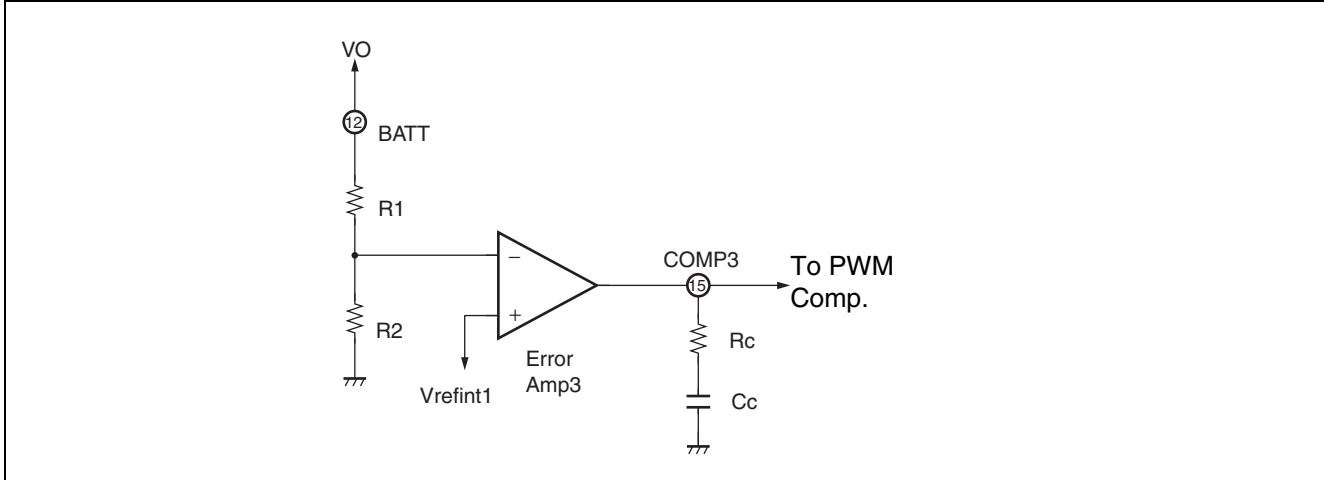 VO
12
BATT
R1
−
COMP3
15
To PWM
Comp.
R2
+
Rc
Error
Amp3
Vrefint1
Cc